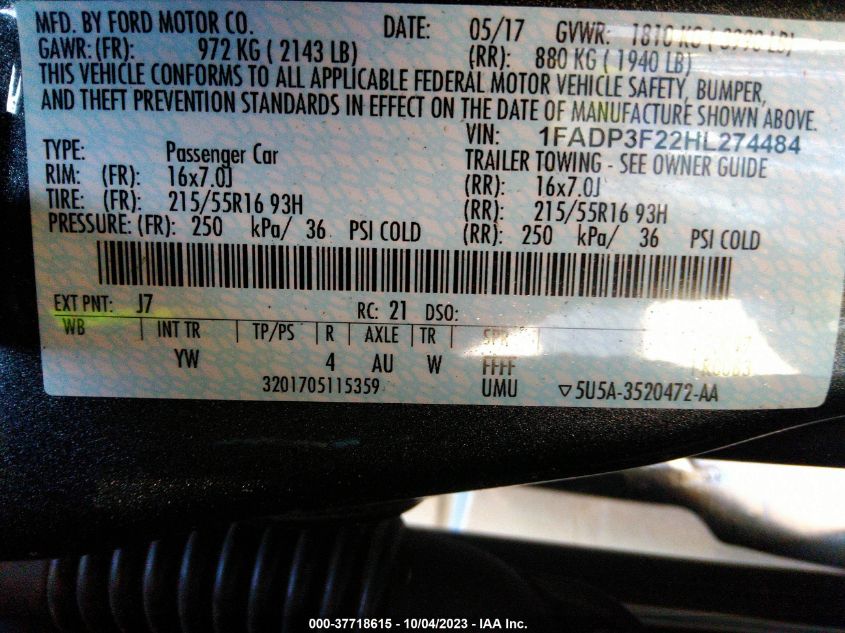 MFD. BY FORD MOTOR CO. DATE: 05/17 GVWR: 1810 KG
GAWR: (FR): 972 KG ( 2143 LB) (RR): 880 KG ( 1940 LB)
THIS VEHICLE CONFORMS TO ALL APPLICABLE FEDERAL MOTOR VEHICLE SAFETY, BUMPER,
AND THEFT PREVENTION STANDARDS IN EFFECT ON THE DATE OF MANUFACTURE SHOWN ABOVE.
VIN: 1FADP3F22HL274484
TYPE: Passenger Car TRAILER TOWING - SEE OWNER GUIDE
RIM: (FR): 16x7.0J (RR): 16x7.0J
TIRE: (FR): 215/55R16 93H (RR): 215/55R16 93H
PRESSURE: (FR): 250 kPa/ 36 PSI COLD (RR): 250 kPa/ 36 PSI COLD
EXT PNT: J7 RC: 21 DSO:
WB INT TR TP/PS R AXLE TR SPR
YW 4 AU W FFFF
3201705115359 UMU ▽5U5A-3520472-AA
000-37718615 - 10/04/2023 - IAA Inc.